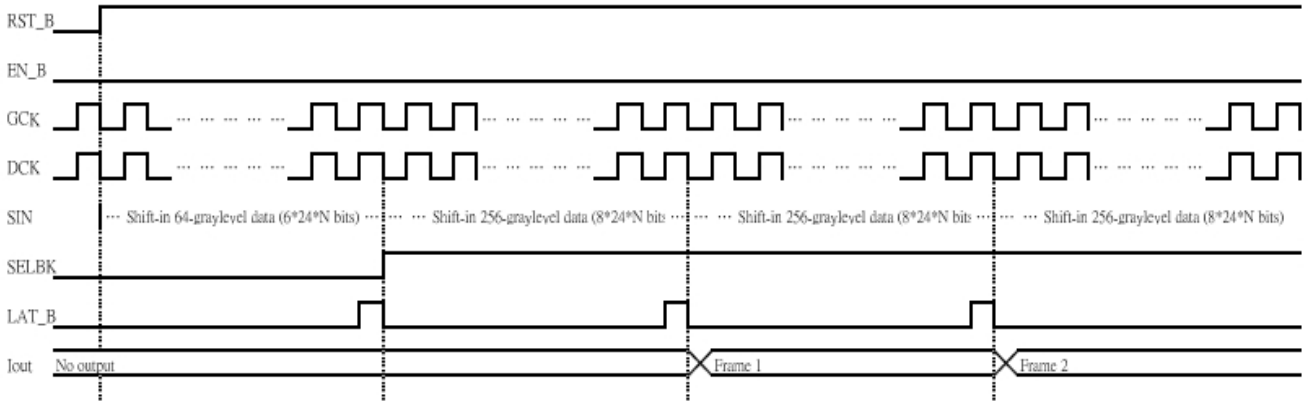 RST_B
EN_B
GCK ... ... ... ... ... ... ... ... ... ... ... ... ... ... ... ... ... ... ... ...
DCK ... ... ... ... ... ... ... ... ... ... ... ... ... ... ... ... ... ... ... ...
SIN ... Shift-in 64-graylevel data (6*24*N bits) ... ... ... Shift-in 256-graylevel data (8*24*N bits ... ... ... Shift-in 256-graylevel data (8*24*N bits ... ... ... Shift-in 256-graylevel data (8*24*N bits)
SELBK
LAT_B
Iout No output Frame 1 Frame 2